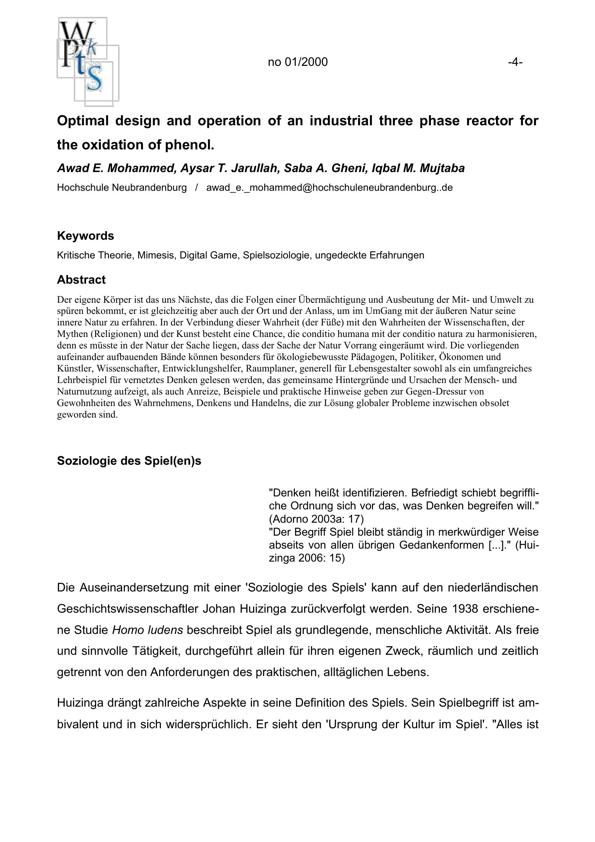 W
Pkts
no 01/2000 -4-
Optimal design and operation of an industrial three phase reactor for
the oxidation of phenol.
Awad E. Mohammed, Aysar T. Jarullah, Saba A. Gheni, Iqbal M. Mujtaba
Hochschule Neubrandenburg / awad_e._mohammed@hochschuleneubrandenburg..de
Keywords
Kritische Theorie, Mimesis, Digital Game, Spielsoziologie, ungedeckte Erfahrungen
Abstract
Der eigene Körper ist das uns Nächste, das die Folgen einer Übermächtigung und Ausbeutung der Mit- und Umwelt zu
spüren bekommt, er ist gleichzeitig aber auch der Ort und der Anlass, um im UmGang mit der äußeren Natur seine
innere Natur zu erfahren. In der Verbindung dieser Wahrheit (der Füße) mit den Wahrheiten der Wissenschaften, der
Mythen (Religionen) und der Kunst besteht eine Chance, die conditio humana mit der conditio natura zu harmonisieren,
denn es müsste in der Natur der Sache liegen, dass der Sache der Natur Vorrang eingeräumt wird. Die vorliegenden
aufeinander aufbauenden Bände können besonders für ökologiebewusste Pädagogen, Politiker, Ökonomen und
Künstler, Wissenschafter, Entwicklungshelfer, Raumplaner, generell für Lebensgestalter sowohl als ein umfangreiches
Lehrbeispiel für vernetztes Denken gelesen werden, das gemeinsame Hintergründe und Ursachen der Mensch- und
Naturnutzung aufzeigt, als auch Anreize, Beispiele und praktische Hinweise geben zur Gegen-Dressur von
Gewohnheiten des Wahrnehmens, Denkens und Handelns, die zur Lösung globaler Probleme inzwischen obsolet
geworden sind.
Soziologie des Spiel(en)s
"Denken heißt identifizieren. Befriedigt schiebt begriffli-
che Ordnung sich vor das, was Denken begreifen will."
(Adorno 2003a: 17)
"Der Begriff Spiel bleibt ständig in merkwürdiger Weise
abseits von allen übrigen Gedankenformen [...]." (Hui-
zinga 2006: 15)
Die Auseinandersetzung mit einer 'Soziologie des Spiels' kann auf den niederländischen
Geschichtswissenschaftler Johan Huizinga zurückverfolgt werden. Seine 1938 erschiene-
ne Studie Homo ludens beschreibt Spiel als grundlegende, menschliche Aktivität. Als freie
und sinnvolle Tätigkeit, durchgeführt allein für ihren eigenen Zweck, räumlich und zeitlich
getrennt von den Anforderungen des praktischen, alltäglichen Lebens.
Huizinga drängt zahlreiche Aspekte in seine Definition des Spiels. Sein Spielbegriff ist am-
bivalent und in sich widersprüchlich. Er sieht den 'Ursprung der Kultur im Spiel'. "Alles ist